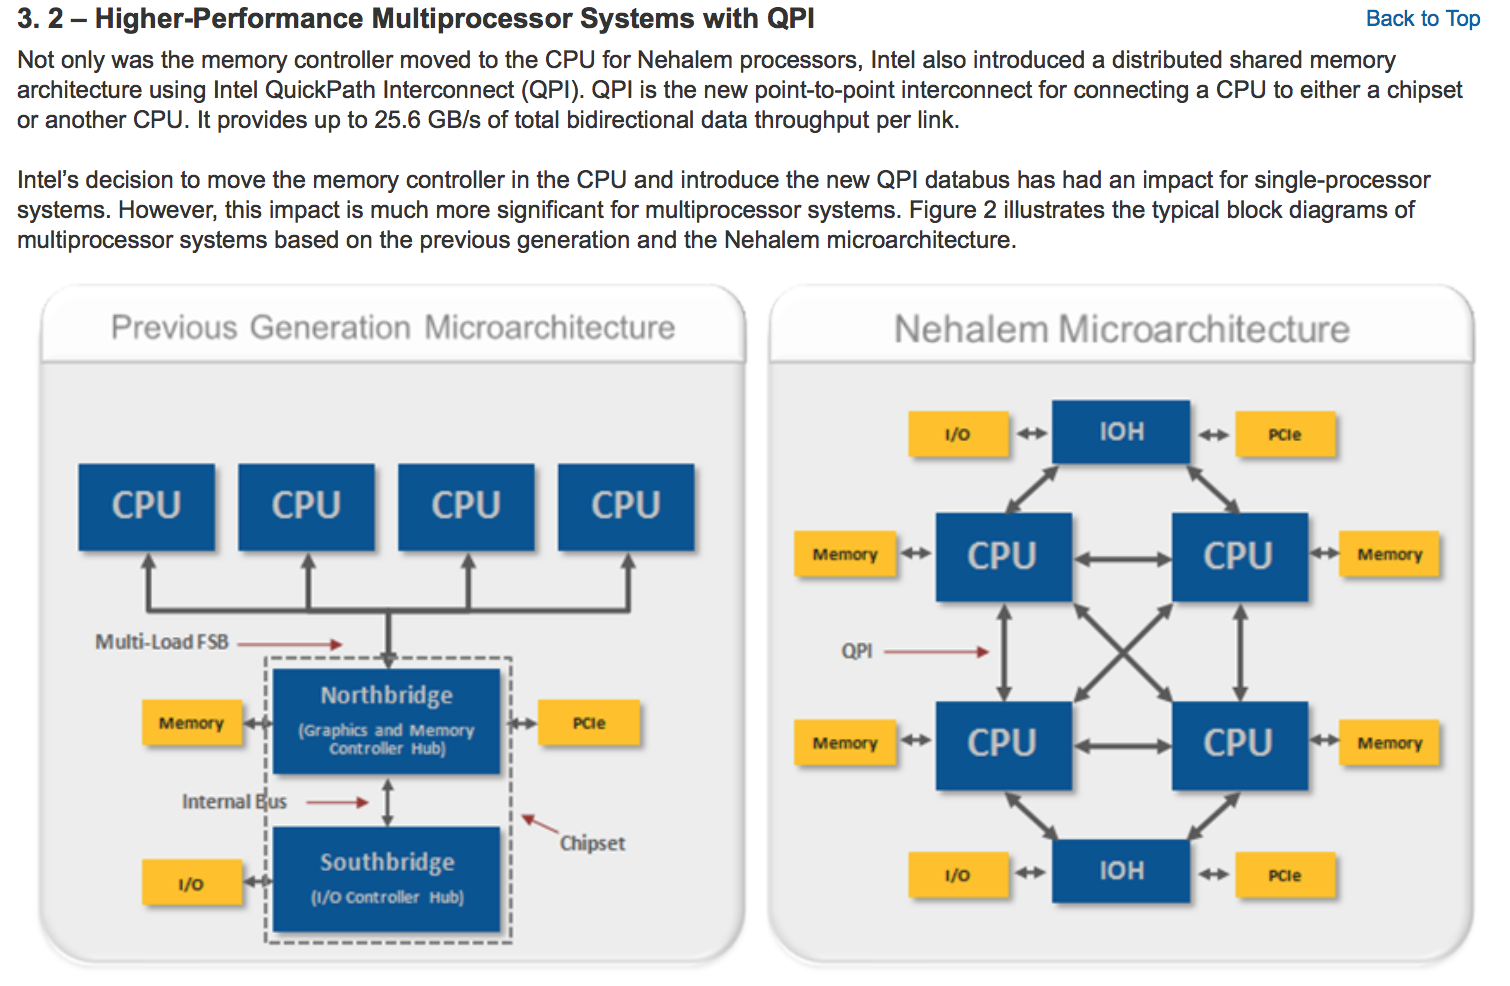 3. 2 – Higher-Performance Multiprocessor Systems with QPI
Back to Top
Not only was the memory controller moved to the CPU for Nehalem processors, Intel also introduced a distributed shared memory
architecture using Intel QuickPath Interconnect (QPI). QPI is the new point-to-point interconnect for connecting a CPU to either a chipset
or another CPU. It provides up to 25.6 GB/s of total bidirectional data throughput per link.
Intel’s decision to move the memory controller in the CPU and introduce the new QPI databus has had an impact for single-processor
systems. However, this impact is much more significant for multiprocessor systems. Figure 2 illustrates the typical block diagrams of
multiprocessor systems based on the previous generation and the Nehalem microarchitecture.
Previous Generation Microarchitecture
CPU
CPU
CPU
CPU
Multi-Load FSB
Northbridge
(Graphics and Memory
Controller Hub)
Memory
PCIe
Internal Bus
Chipset
Southbridge
(I/O Controller Hub)
I/O
Nehalem Microarchitecture
I/O
IOH
PCIe
Memory
CPU
CPU
Memory
QPI
Memory
CPU
CPU
Memory
I/O
IOH
PCIe